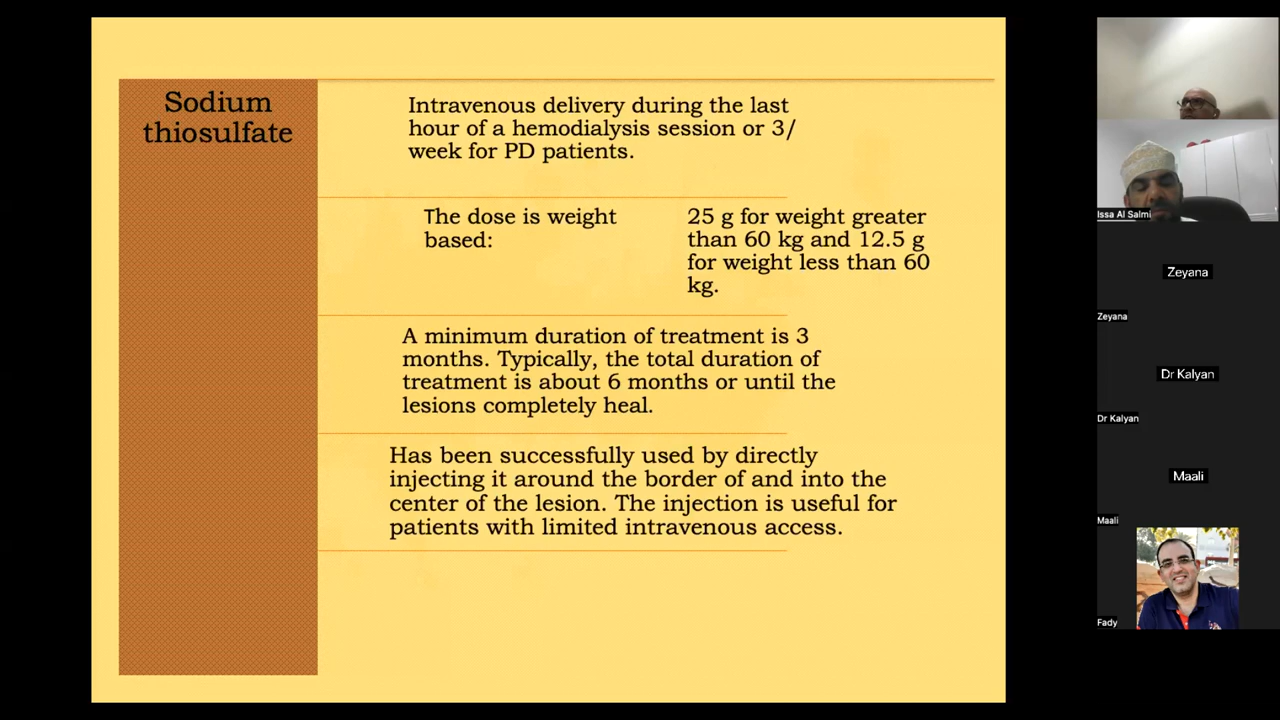 Sodium
thiosulfate
Intravenous delivery during the last
hour of a hemodialysis session or 3/
week for PD patients.
The dose is weight
based:
25 g for weight greater
than 60 kg and 12.5 g
for weight less than 60
kg.
A minimum duration of treatment is 3
months. Typically, the total duration of
treatment is about 6 months or until the
lesions completely heal.
Has been successfully used by directly
injecting it around the border of and into the
center of the lesion. The injection is useful for
patients with limited intravenous access.
Issa Al Salmi
Zeyana
Zeyana
Dr Kalyan
Dr Kalyan
Maali
Maali
Fady